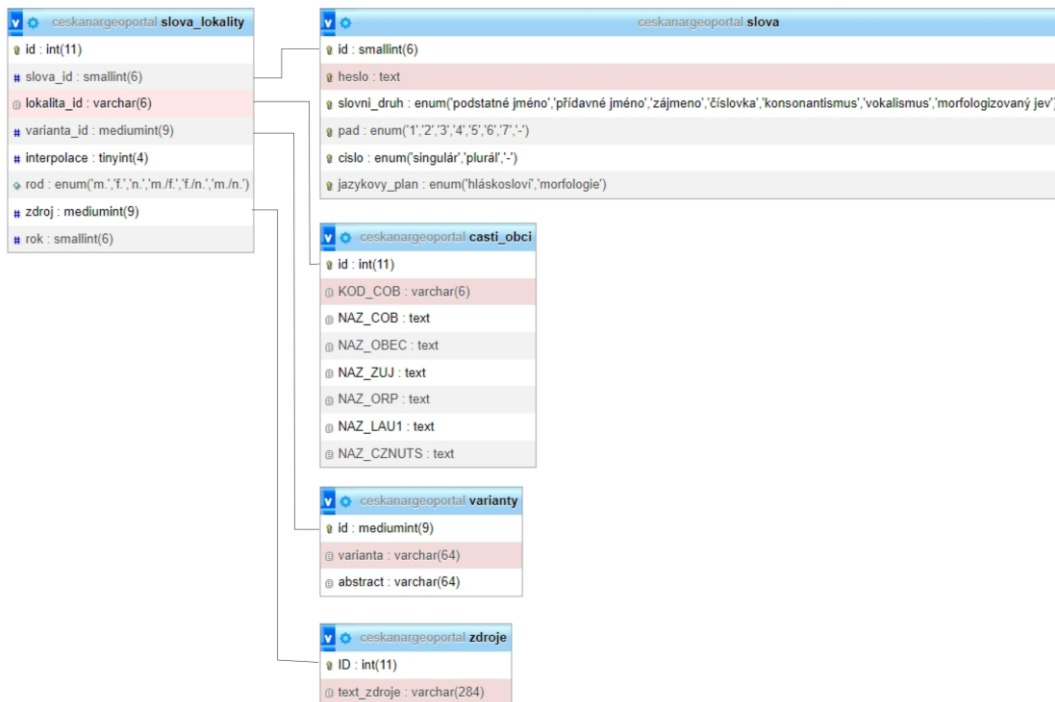 ceskanargeoportal slova_lokality
id : int(11)
slova_id : smallint(6)
lokalita_id : varchar(6)
varianta_id : mediumint(9)
interpolace : tinyint(4)
rod : enum('m.','f.','n.','m./f.','f./n.','m./n.')
zdroj : mediumint(9)
rok : smallint(6)
ceskanargeoportal slova
id : smallint(6)
heslo : text
slovni_druh : enum('podstatné jméno','přídavné jméno','zájmeno','číslovka','konsonantismus','vokalismus','morfologizovaný jev')
pad : enum('1','2','3','4','5','6','7','-')
cislo : enum('singulár','plurál','-')
jazykovy_plan : enum('hláskosloví','morfologie')
ceskanargeoportal casti_obci
id : int(11)
KOD_COB : varchar(6)
NAZ_COB : text
NAZ_OBEC : text
NAZ_ZUJ : text
NAZ_ORP : text
NAZ_LAU1 : text
NAZ_CZNUTS : text
ceskanargeoportal varianty
id : mediumint(9)
varianta : varchar(64)
abstract : varchar(64)
ceskanargeoportal zdroje
ID : int(11)
text_zdroje : varchar(284)